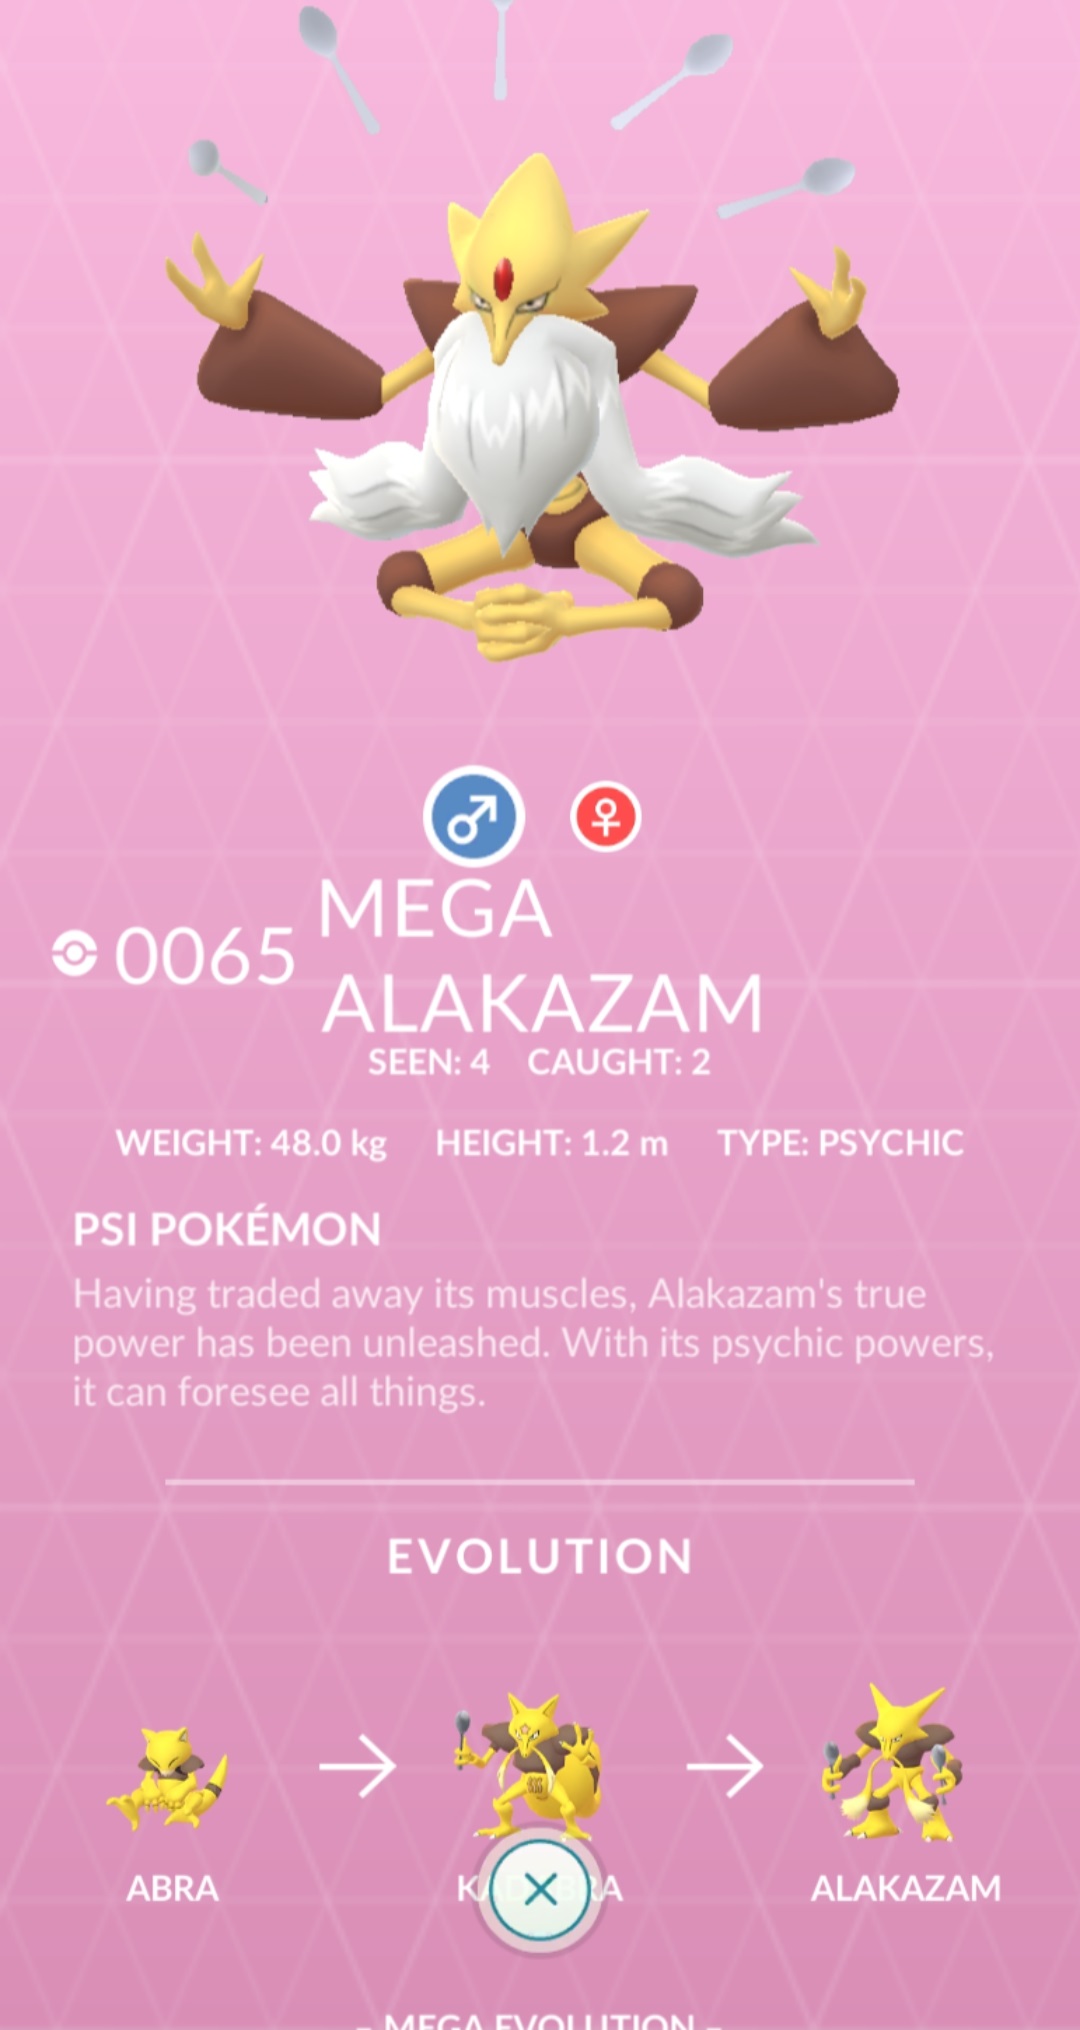 0065 MEGA
ALAKAZAM
SEEN: 4 CAUGHT: 2
WEIGHT: 48.0 kg HEIGHT: 1.2 m TYPE: PSYCHIC
PSI POKÉMON
Having traded away its muscles, Alakazam's true
power has been unleashed. With its psychic powers,
it can foresee all things.
EVOLUTION
ABRA ALAKAZAM
- MEGA EVOLUTION -